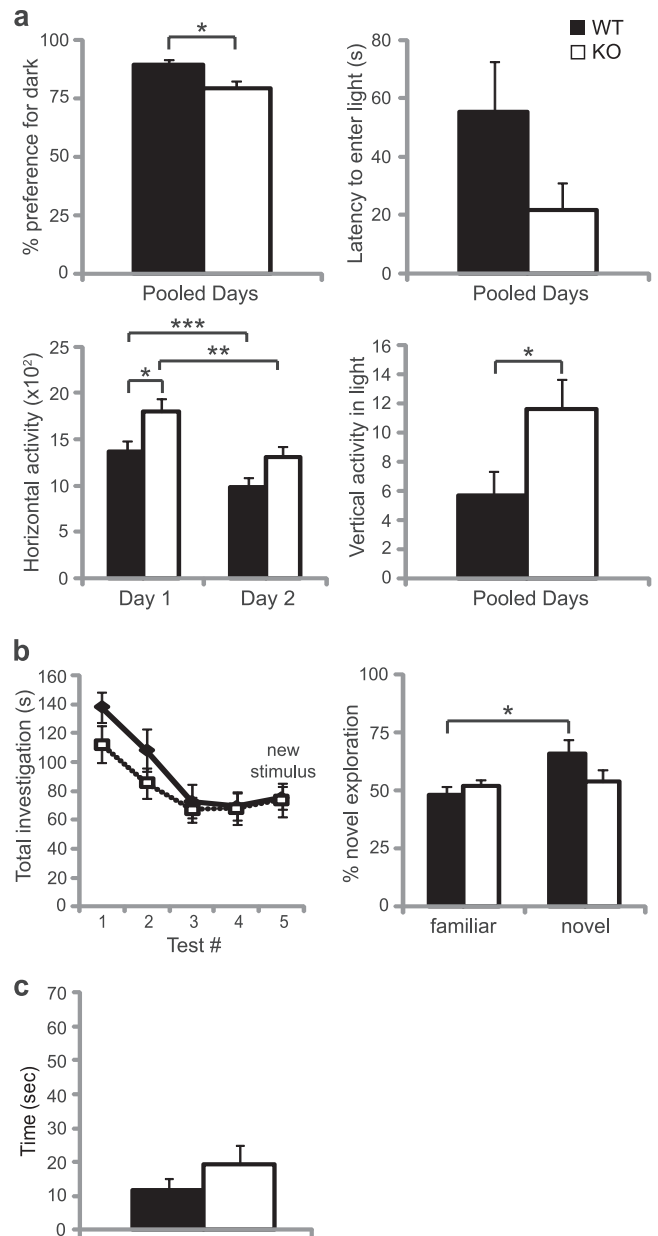 a
WT
KO
*
% preference for dark
100
75
50
25
0
Pooled Days
Latency to enter light (s)
80
60
40
20
0
Pooled Days
***
**
*
Horizontal activity (x10²)
25
20
15
10
5
0
Day 1
Day 2
*
Vertical activity in light
16
14
12
10
8
6
4
2
0
Pooled Days
b
Total investigation (s)
160
140
120
100
80
60
40
20
0
new
stimulus
1 2 3 4 5
Test #
*
% novel exploration
100
75
50
25
0
familiar
novel
c
Time (sec)
70
60
50
40
30
20
10
0